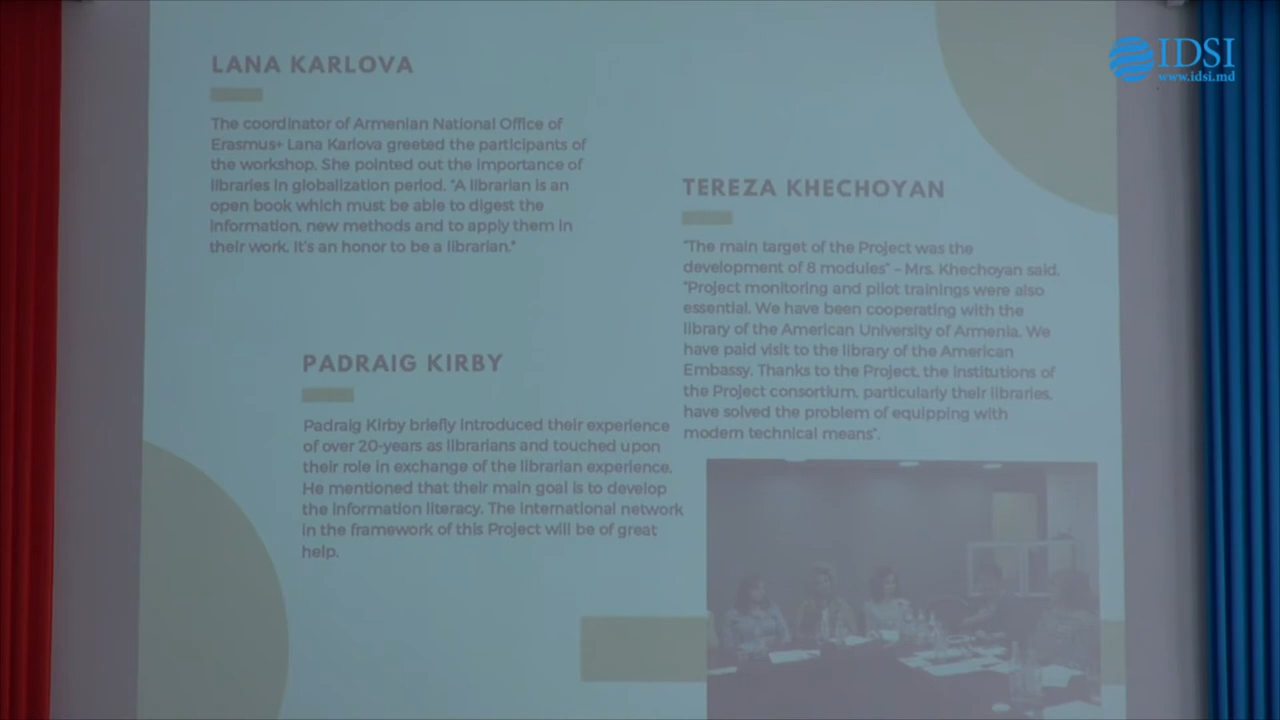 LANA KARLOVA
The coordinator of Armenian National Office of
Erasmus+ Lana Karlova greeted the participants of
the workshop. She pointed out the importance of
libraries in globalization period. "A librarian is an
open book which must be able to digest the
information, new methods and to apply them in
their work. It's an honor to be a librarian."
PADRAIG KIRBY
Padraig Kirby briefly introduced their experience
of over 20-years as librarians and touched upon
their role in exchange of the librarian experience.
He mentioned that their main goal is to develop
the information literacy. The international network
in the framework of this Project will be of great
help.
TEREZA KHECHOYAN
"The main target of the Project was the
development of 8 modules" – Mrs. Khechoyan said.
"Project monitoring and pilot trainings were also
essential. We have been cooperating with the
library of the American University of Armenia. We
have paid visit to the library of the American
Embassy. Thanks to the Project, the institutions of
the Project consortium, particularly their libraries,
have solved the problem of equipping with
modern technical means".
IDSI
www.idsi.md